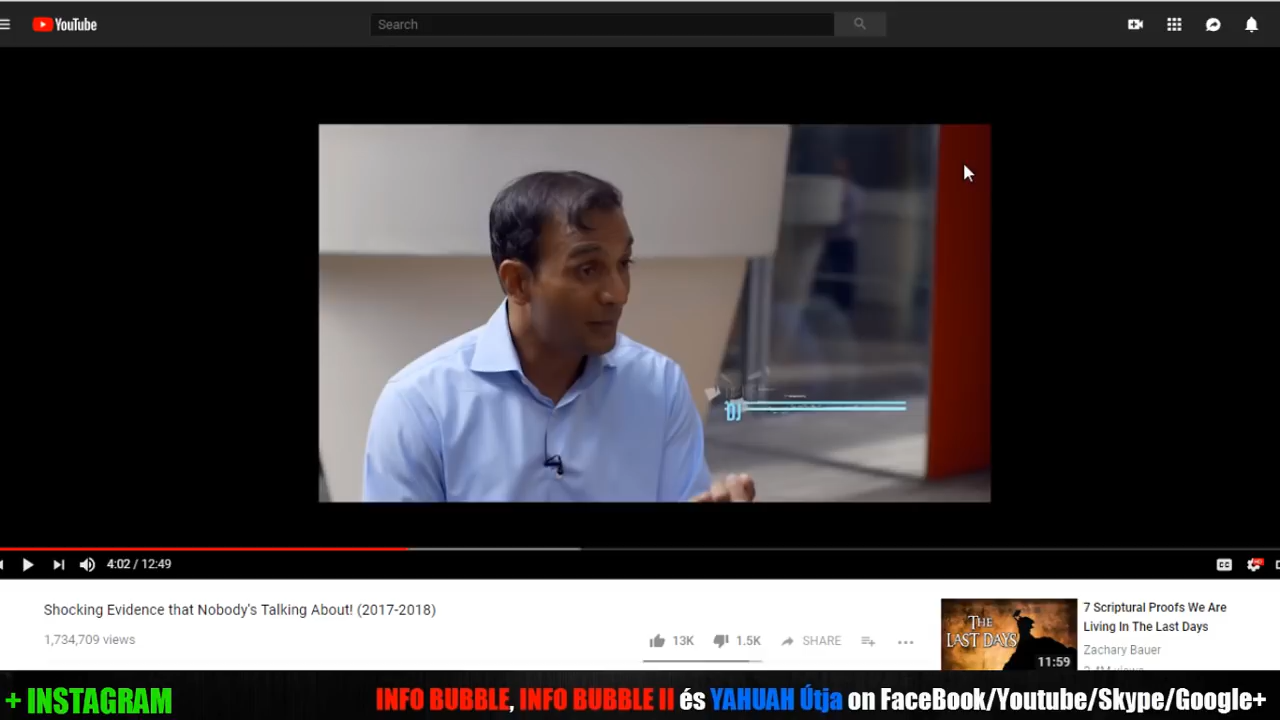 YouTube
Search
DJ
4:02 / 12:49
CC
Shocking Evidence that Nobody's Talking About! (2017-2018)
1,734,709 views
13K
1.5K
SHARE
THE
LAST DAYS
11:59
7 Scriptural Proofs We Are
Living In The Last Days
Zachary Bauer
+ INSTAGRAM
INFO BUBBLE, INFO BUBBLE II és YAHUAH Útja on FaceBook/Youtube/Skype/Google+